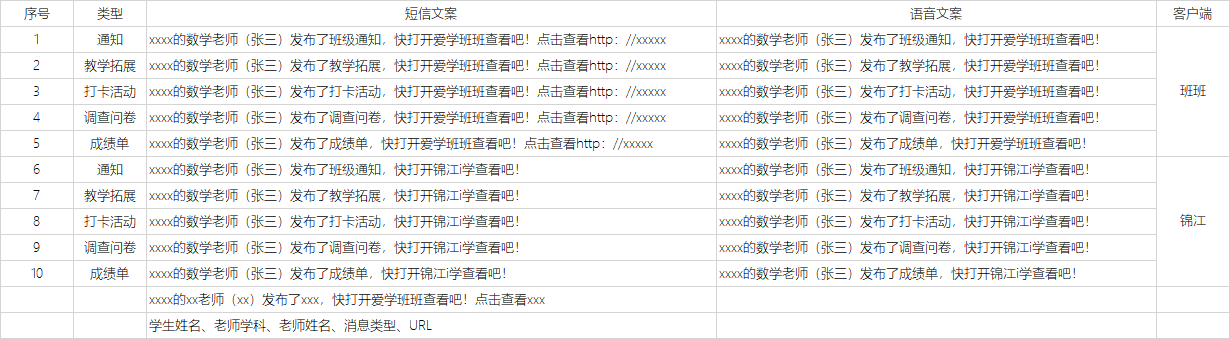 序号 类型 短信文案 语音文案 客户端
1 通知 xxxx的数学老师（张三）发布了班级通知，快打开爱学班班查看吧！点击查看http：//xxxxx xxxx的数学老师（张三）发布了班级通知，快打开爱学班班查看吧！
2 教学拓展 xxxx的数学老师（张三）发布了教学拓展，快打开爱学班班查看吧！点击查看http：//xxxxx xxxx的数学老师（张三）发布了教学拓展，快打开爱学班班查看吧！
3 打卡活动 xxxx的数学老师（张三）发布了打卡活动，快打开爱学班班查看吧！点击查看http：//xxxxx xxxx的数学老师（张三）发布了打卡活动，快打开爱学班班查看吧！ 班班
4 调查问卷 xxxx的数学老师（张三）发布了调查问卷，快打开爱学班班查看吧！点击查看http：//xxxxx xxxx的数学老师（张三）发布了调查问卷，快打开爱学班班查看吧！
5 成绩单 xxxx的数学老师（张三）发布了成绩单，快打开爱学班班查看吧！点击查看http：//xxxxx xxxx的数学老师（张三）发布了成绩单，快打开爱学班班查看吧！
6 通知 xxxx的数学老师（张三）发布了班级通知，快打开锦江i学查看吧！ xxxx的数学老师（张三）发布了班级通知，快打开锦江i学查看吧！
7 教学拓展 xxxx的数学老师（张三）发布了教学拓展，快打开锦江i学查看吧！ xxxx的数学老师（张三）发布了教学拓展，快打开锦江i学查看吧！
8 打卡活动 xxxx的数学老师（张三）发布了打卡活动，快打开锦江i学查看吧！ xxxx的数学老师（张三）发布了打卡活动，快打开锦江i学查看吧！ 锦江
9 调查问卷 xxxx的数学老师（张三）发布了调查问卷，快打开锦江i学查看吧！ xxxx的数学老师（张三）发布了调查问卷，快打开锦江i学查看吧！
10 成绩单 xxxx的数学老师（张三）发布了成绩单，快打开锦江i学查看吧！ xxxx的数学老师（张三）发布了成绩单，快打开锦江i学查看吧！
xxxx的xx老师（xx）发布了xxx，快打开爱学班班查看吧！点击查看xxx
学生姓名、老师学科、老师姓名、消息类型、URL